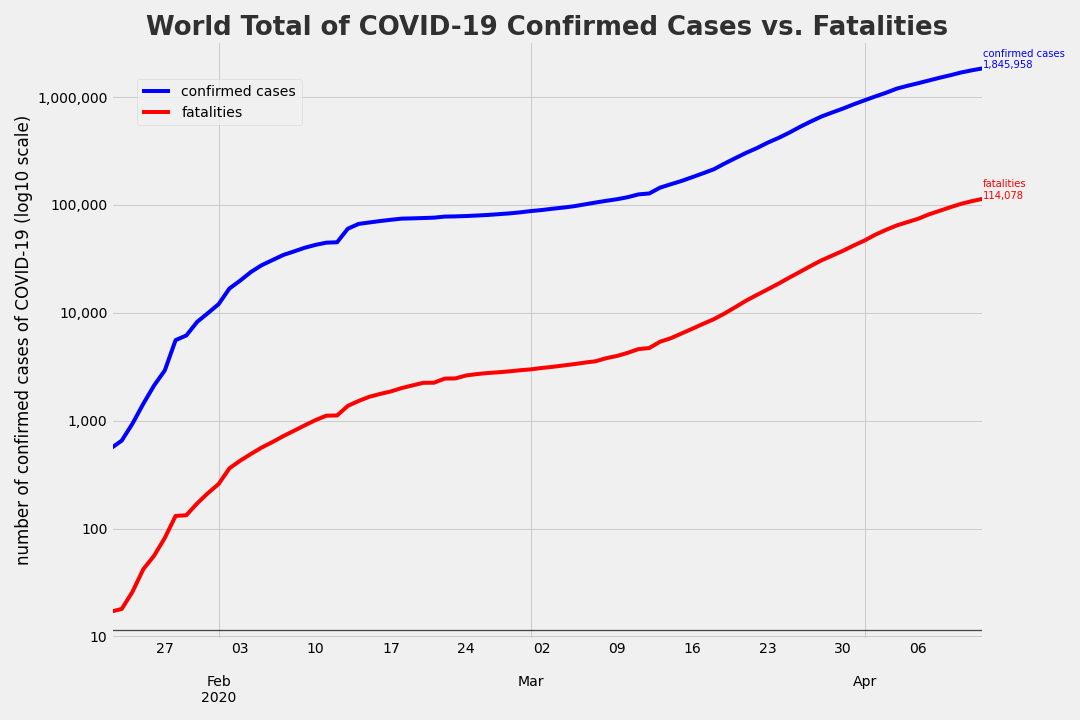 World Total of COVID-19 Confirmed Cases vs. Fatalities
confirmed cases
1,845,958
confirmed cases
fatalities
fatalities
114,078
number of confirmed cases of COVID-19 (log10 scale)
1,000,000
100,000
10,000
1,000
100
10
27 03 10 17 24 02 09 16 23 30 06
Feb Mar Apr
2020